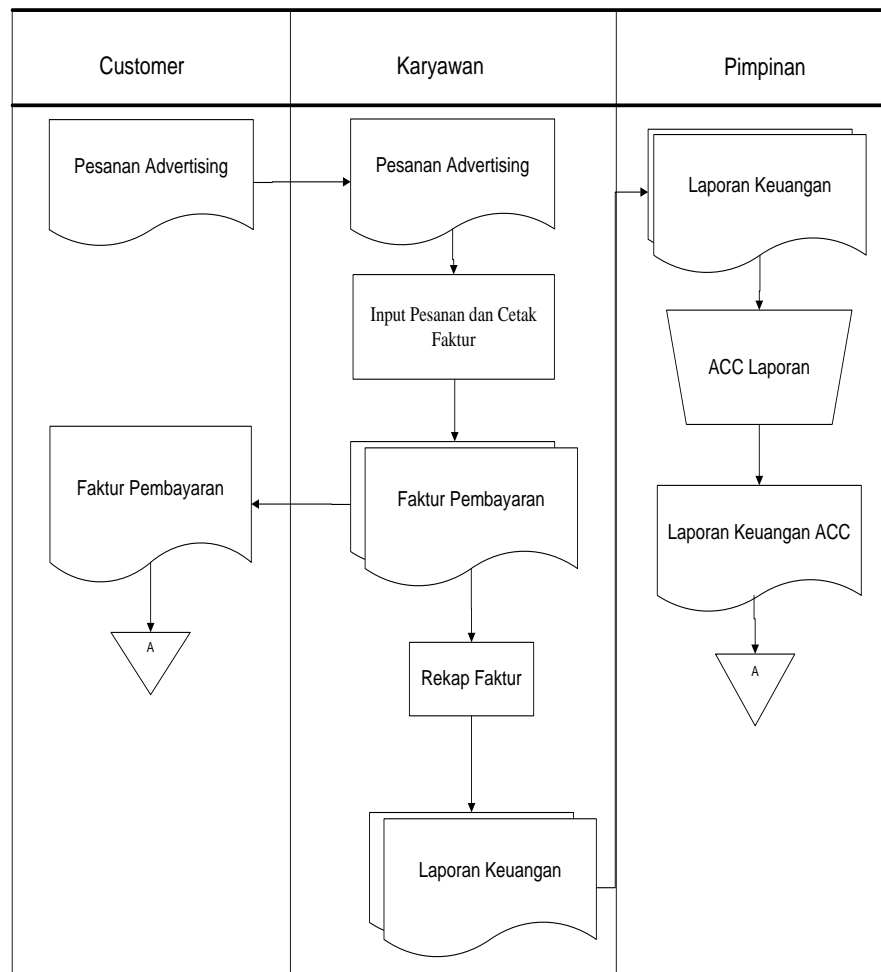 Customer
Karyawan
Pimpinan
Pesanan Advertising
Pesanan Advertising
Laporan Keuangan
Input Pesanan dan Cetak
Faktur
ACC Laporan
Faktur Pembayaran
Faktur Pembayaran
Laporan Keuangan ACC
A
Rekap Faktur
A
Laporan Keuangan